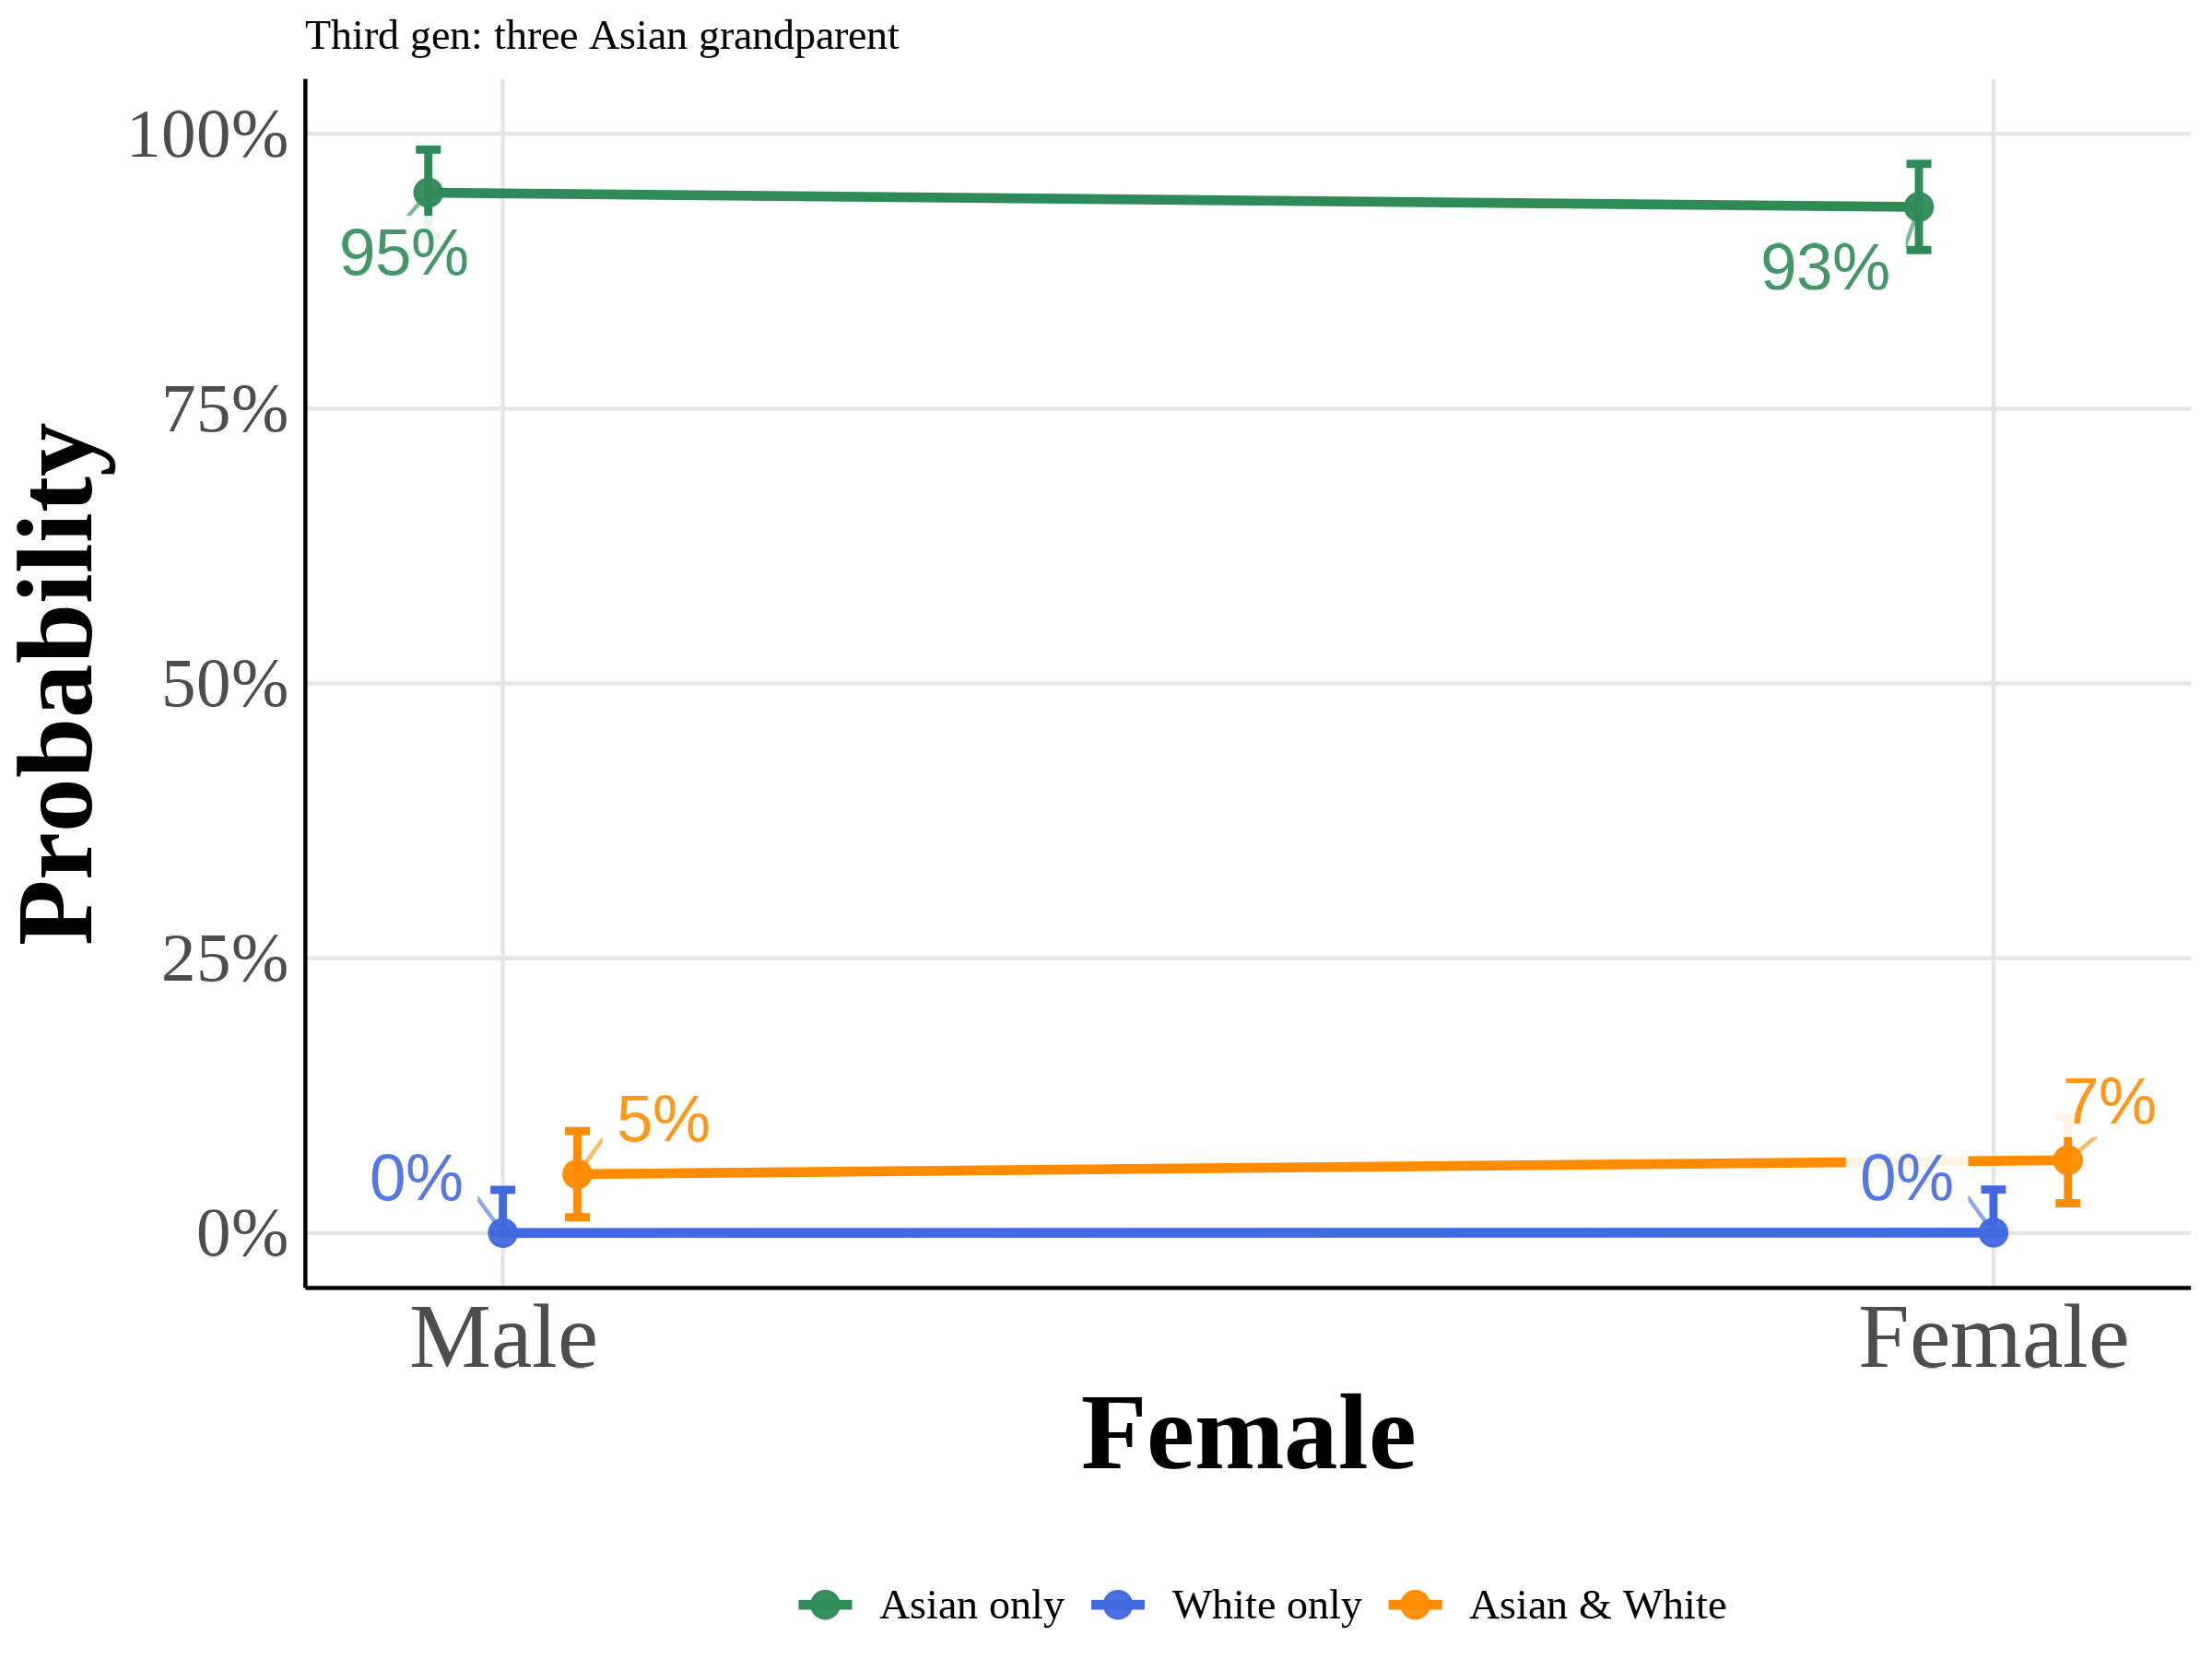 Third gen: three Asian grandparent
100%
95%
93%
75%
Probability
50%
25%
7%
5%
0%
0%
0%
Male
Female
Female
Asian only
White only
Asian & White